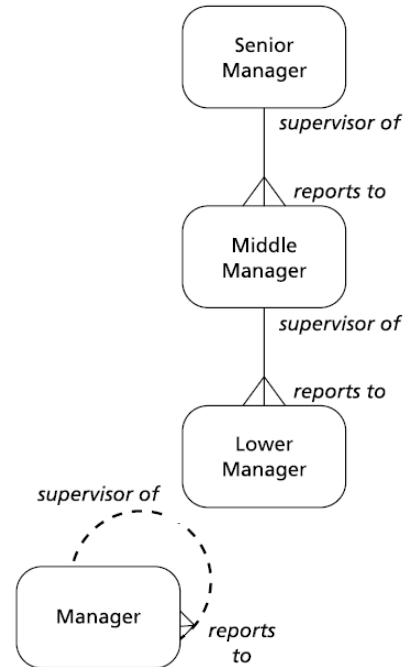 Senior
Manager
supervisor of
reports to
Middle
Manager
supervisor of
reports to
Lower
Manager
supervisor of
Manager
reports
to